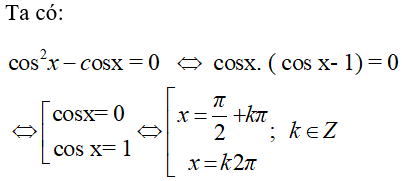 Ta có:
cos²x – cosx = 0 ⇔ cosx. ( cos x- 1) = 0
⇔ [ cosx= 0 ⇔ [ x = π/2 +kπ ; k ∈ Z
cos x= 1 x = k2π